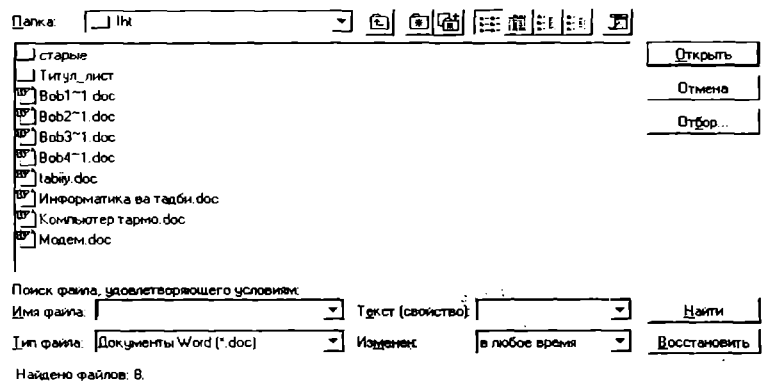 Папка: lht
старые
Титул_лист
Bob1~1.doc
Bob2~1.doc
Bob3~1.doc
Bob4~1.doc
tabiiy.doc
Информатика ва тадби.doc
Компьютер тармо.doc
Модем.doc
Открыть
Отмена
Отбор...
Поиск файла, удовлетворяющего условиям:
Имя файла: Текст (свойство): Найти
Тип файла: Документы Word (*.doc) Изменен: в любое время Восстановить
Найдено файлов: 8.